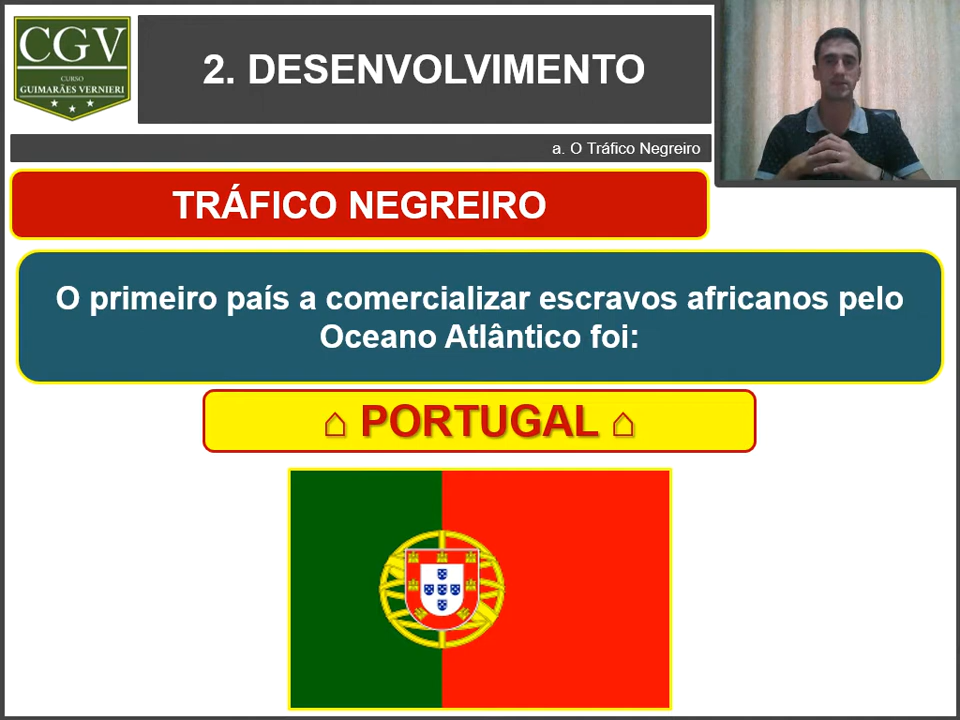 CGV
CURSO
GUIMARÃES VERNIERI
2. DESENVOLVIMENTO
a. O Tráfico Negreiro
TRÁFICO NEGREIRO
O primeiro país a comercializar escravos africanos pelo
Oceano Atlântico foi:
⌂ PORTUGAL ⌂